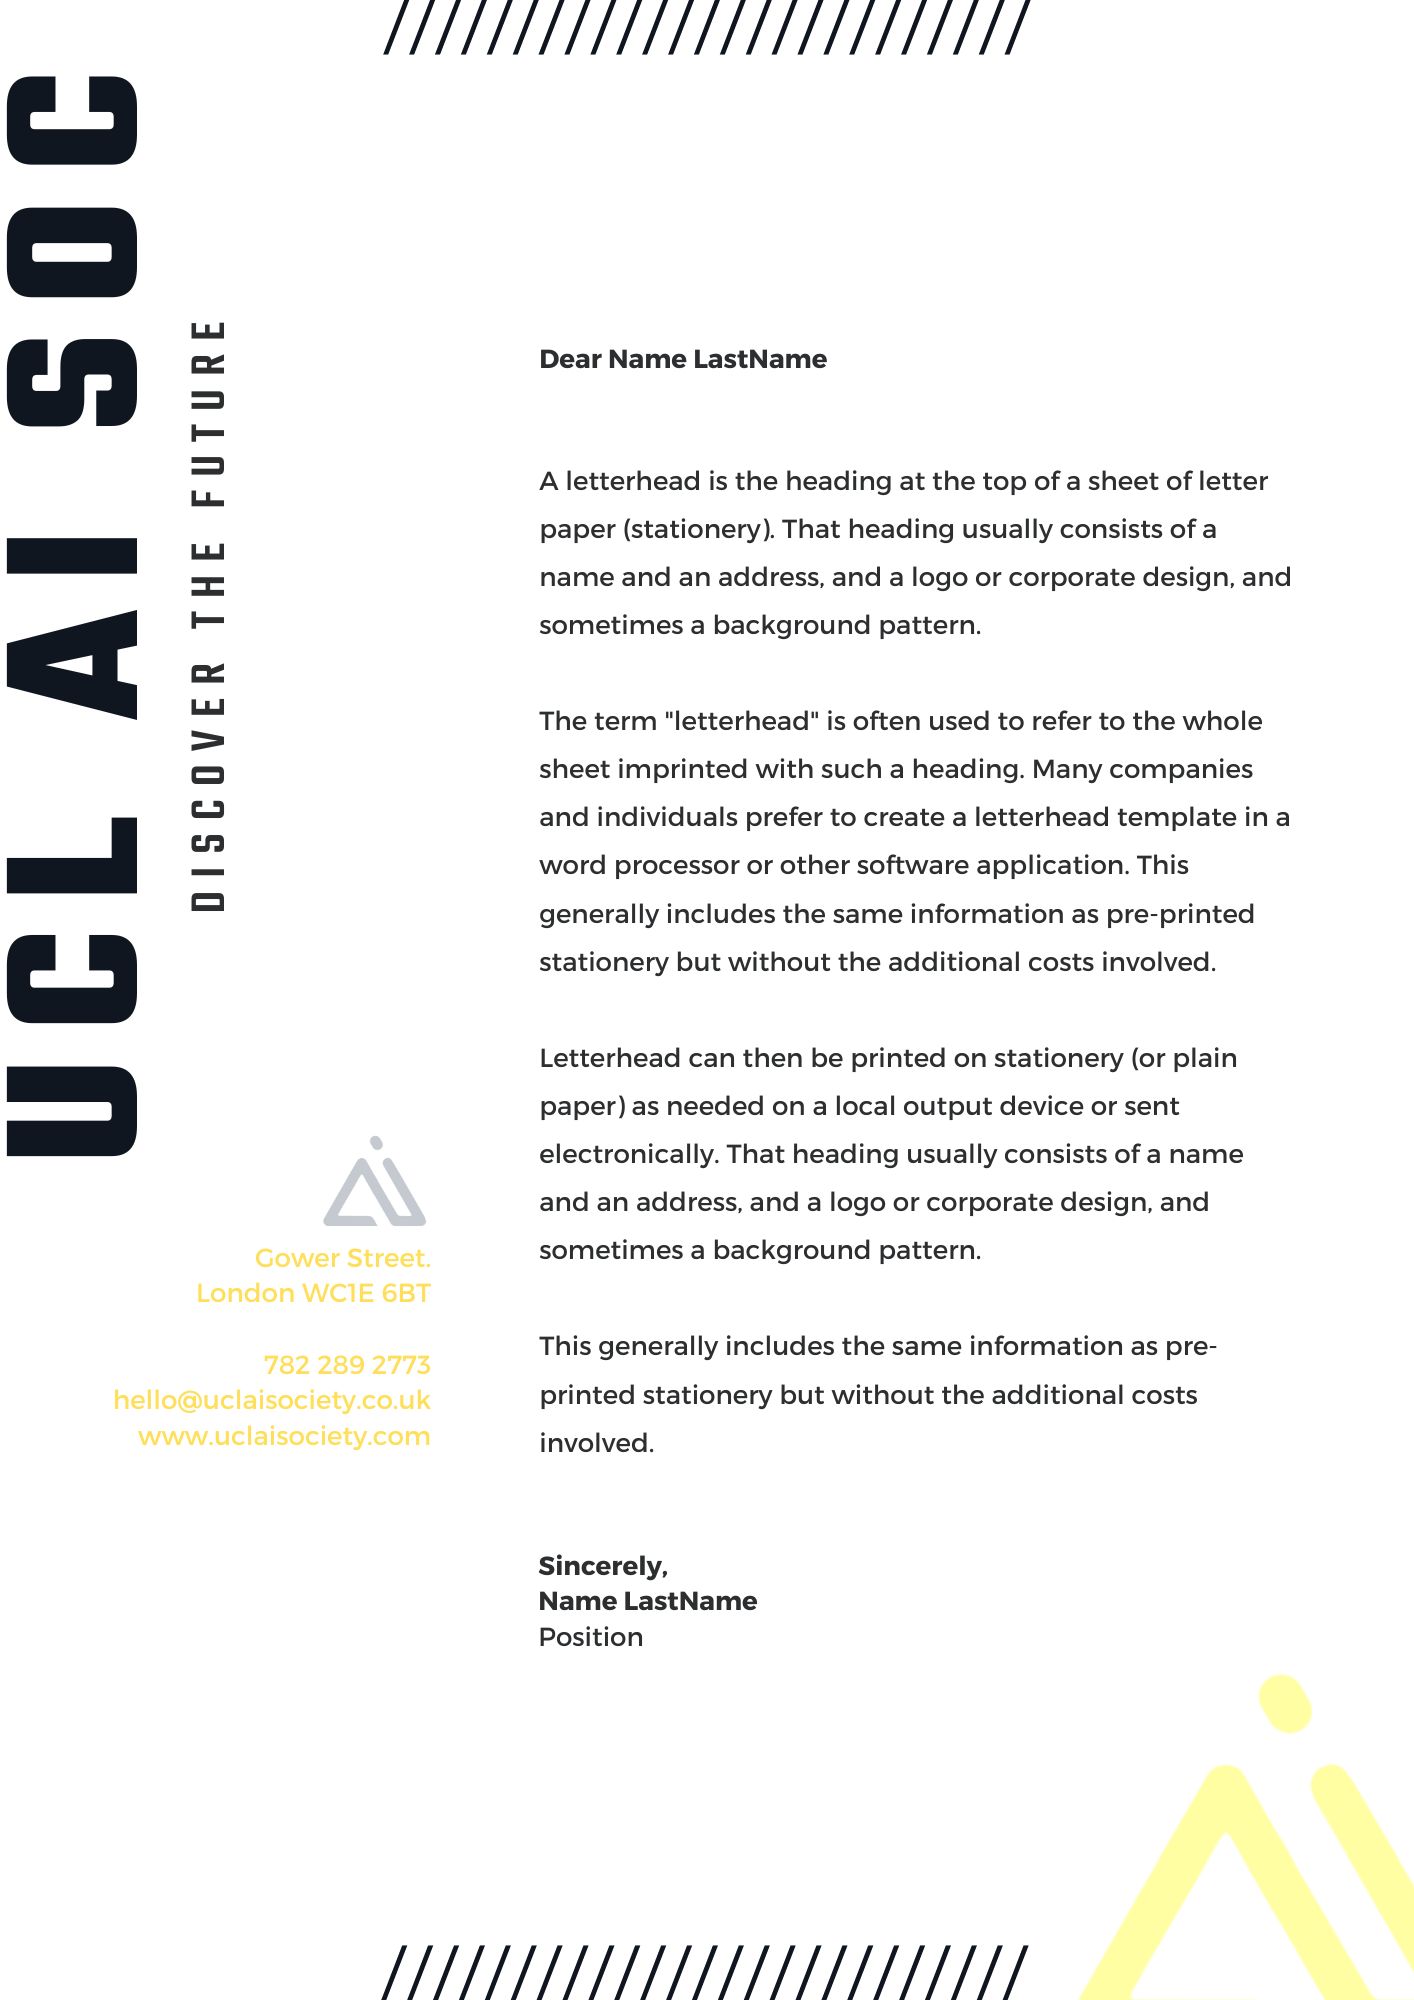 UCL AI SOC
DISCOVER THE FUTURE
Dear Name LastName
A letterhead is the heading at the top of a sheet of letter
paper (stationery). That heading usually consists of a
name and an address, and a logo or corporate design, and
sometimes a background pattern.
The term "letterhead" is often used to refer to the whole
sheet imprinted with such a heading. Many companies
and individuals prefer to create a letterhead template in a
word processor or other software application. This
generally includes the same information as pre-printed
stationery but without the additional costs involved.
Letterhead can then be printed on stationery (or plain
paper) as needed on a local output device or sent
electronically. That heading usually consists of a name
and an address, and a logo or corporate design, and
sometimes a background pattern.
This generally includes the same information as pre-
printed stationery but without the additional costs
involved.
Sincerely,
Name LastName
Position
Gower Street.
London WC1E 6BT
782 289 2773
hello@uclaisociety.co.uk
www.uclaisociety.com